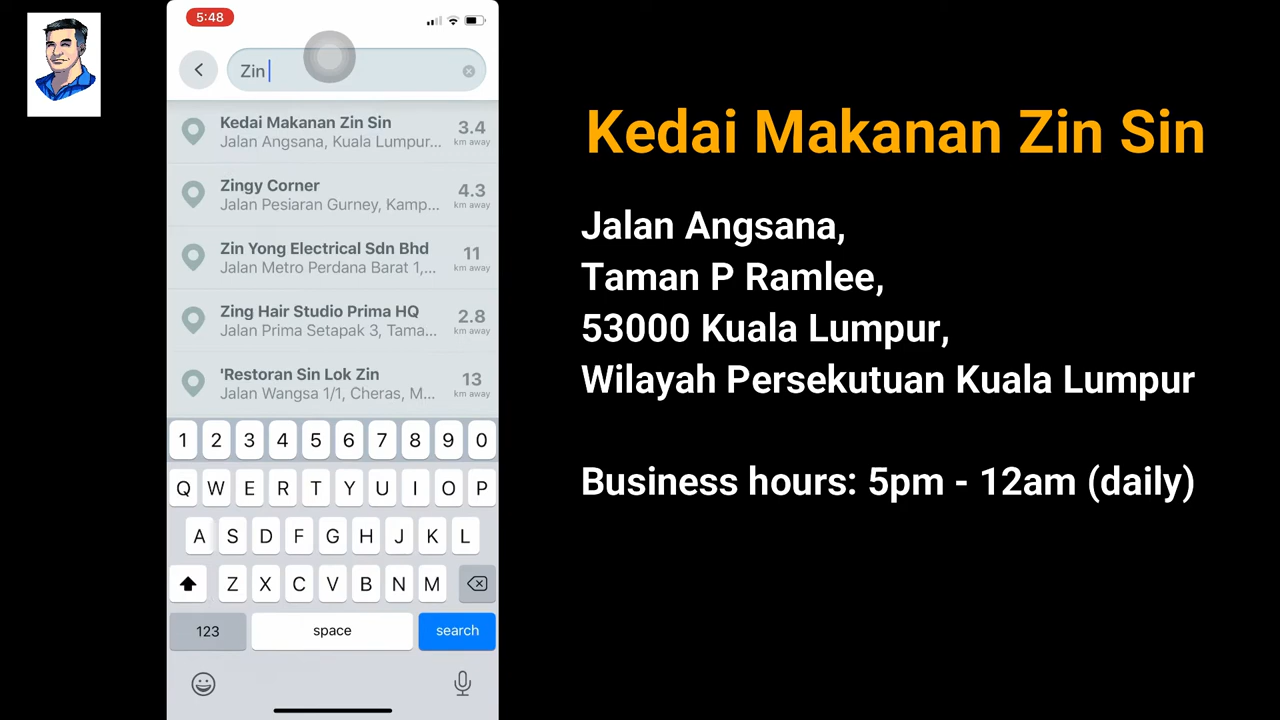 5:48
Zin
Kedai Makanan Zin Sin
Jalan Angsana, Kuala Lumpur...
3.4
km away
Zingy Corner
Jalan Pesiaran Gurney, Kamp...
4.3
km away
Zin Yong Electrical Sdn Bhd
Jalan Metro Perdana Barat 1,...
11
km away
Zing Hair Studio Prima HQ
Jalan Prima Setapak 3, Tama...
2.8
km away
'Restoran Sin Lok Zin
Jalan Wangsa 1/1, Cheras, M...
13
km away
1 2 3 4 5 6 7 8 9 0
Q W E R T Y U I O P
A S D F G H J K L
Z X C V B N M
123 space search
Kedai Makanan Zin Sin
Jalan Angsana,
Taman P Ramlee,
53000 Kuala Lumpur,
Wilayah Persekutuan Kuala Lumpur
Business hours: 5pm - 12am (daily)